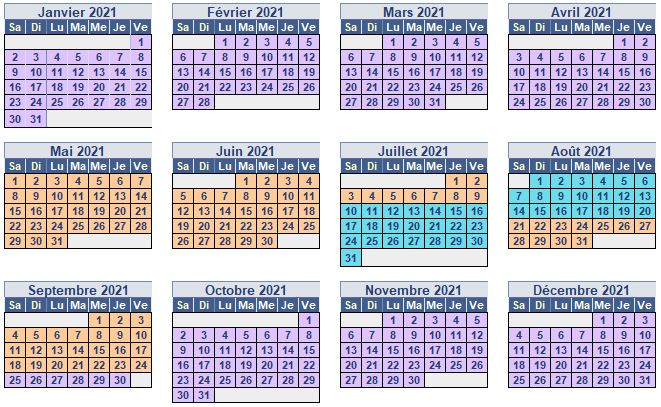 Janvier 2021
Sa Di Lu Ma Me Je Ve
1
2 3 4 5 6 7 8
9 10 11 12 13 14 15
16 17 18 19 20 21 22
23 24 25 26 27 28 29
30 31
Février 2021
Sa Di Lu Ma Me Je Ve
1 2 3 4 5
6 7 8 9 10 11 12
13 14 15 16 17 18 19
20 21 22 23 24 25 26
27 28
Mars 2021
Sa Di Lu Ma Me Je Ve
1 2 3 4 5
6 7 8 9 10 11 12
13 14 15 16 17 18 19
20 21 22 23 24 25 26
27 28 29 30 31
Avril 2021
Sa Di Lu Ma Me Je Ve
1 2
3 4 5 6 7 8 9
10 11 12 13 14 15 16
17 18 19 20 21 22 23
24 25 26 27 28 29 30
Mai 2021
Sa Di Lu Ma Me Je Ve
1 2 3 4 5 6 7
8 9 10 11 12 13 14
15 16 17 18 19 20 21
22 23 24 25 26 27 28
29 30 31
Juin 2021
Sa Di Lu Ma Me Je Ve
1 2 3 4
5 6 7 8 9 10 11
12 13 14 15 16 17 18
19 20 21 22 23 24 25
26 27 28 29 30
Juillet 2021
Sa Di Lu Ma Me Je Ve
1 2
3 4 5 6 7 8 9
10 11 12 13 14 15 16
17 18 19 20 21 22 23
24 25 26 27 28 29 30
31
Août 2021
Sa Di Lu Ma Me Je Ve
1 2 3 4 5 6
7 8 9 10 11 12 13
14 15 16 17 18 19 20
21 22 23 24 25 26 27
28 29 30 31
Septembre 2021
Sa Di Lu Ma Me Je Ve
1 2 3
4 5 6 7 8 9 10
11 12 13 14 15 16 17
18 19 20 21 22 23 24
25 26 27 28 29 30
Octobre 2021
Sa Di Lu Ma Me Je Ve
1
2 3 4 5 6 7 8
9 10 11 12 13 14 15
16 17 18 19 20 21 22
23 24 25 26 27 28 29
30 31
Novembre 2021
Sa Di Lu Ma Me Je Ve
1 2 3 4 5
6 7 8 9 10 11 12
13 14 15 16 17 18 19
20 21 22 23 24 25 26
27 28 29 30
Décembre 2021
Sa Di Lu Ma Me Je Ve
1 2 3
4 5 6 7 8 9 10
11 12 13 14 15 16 17
18 19 20 21 22 23 24
25 26 27 28 29 30 31